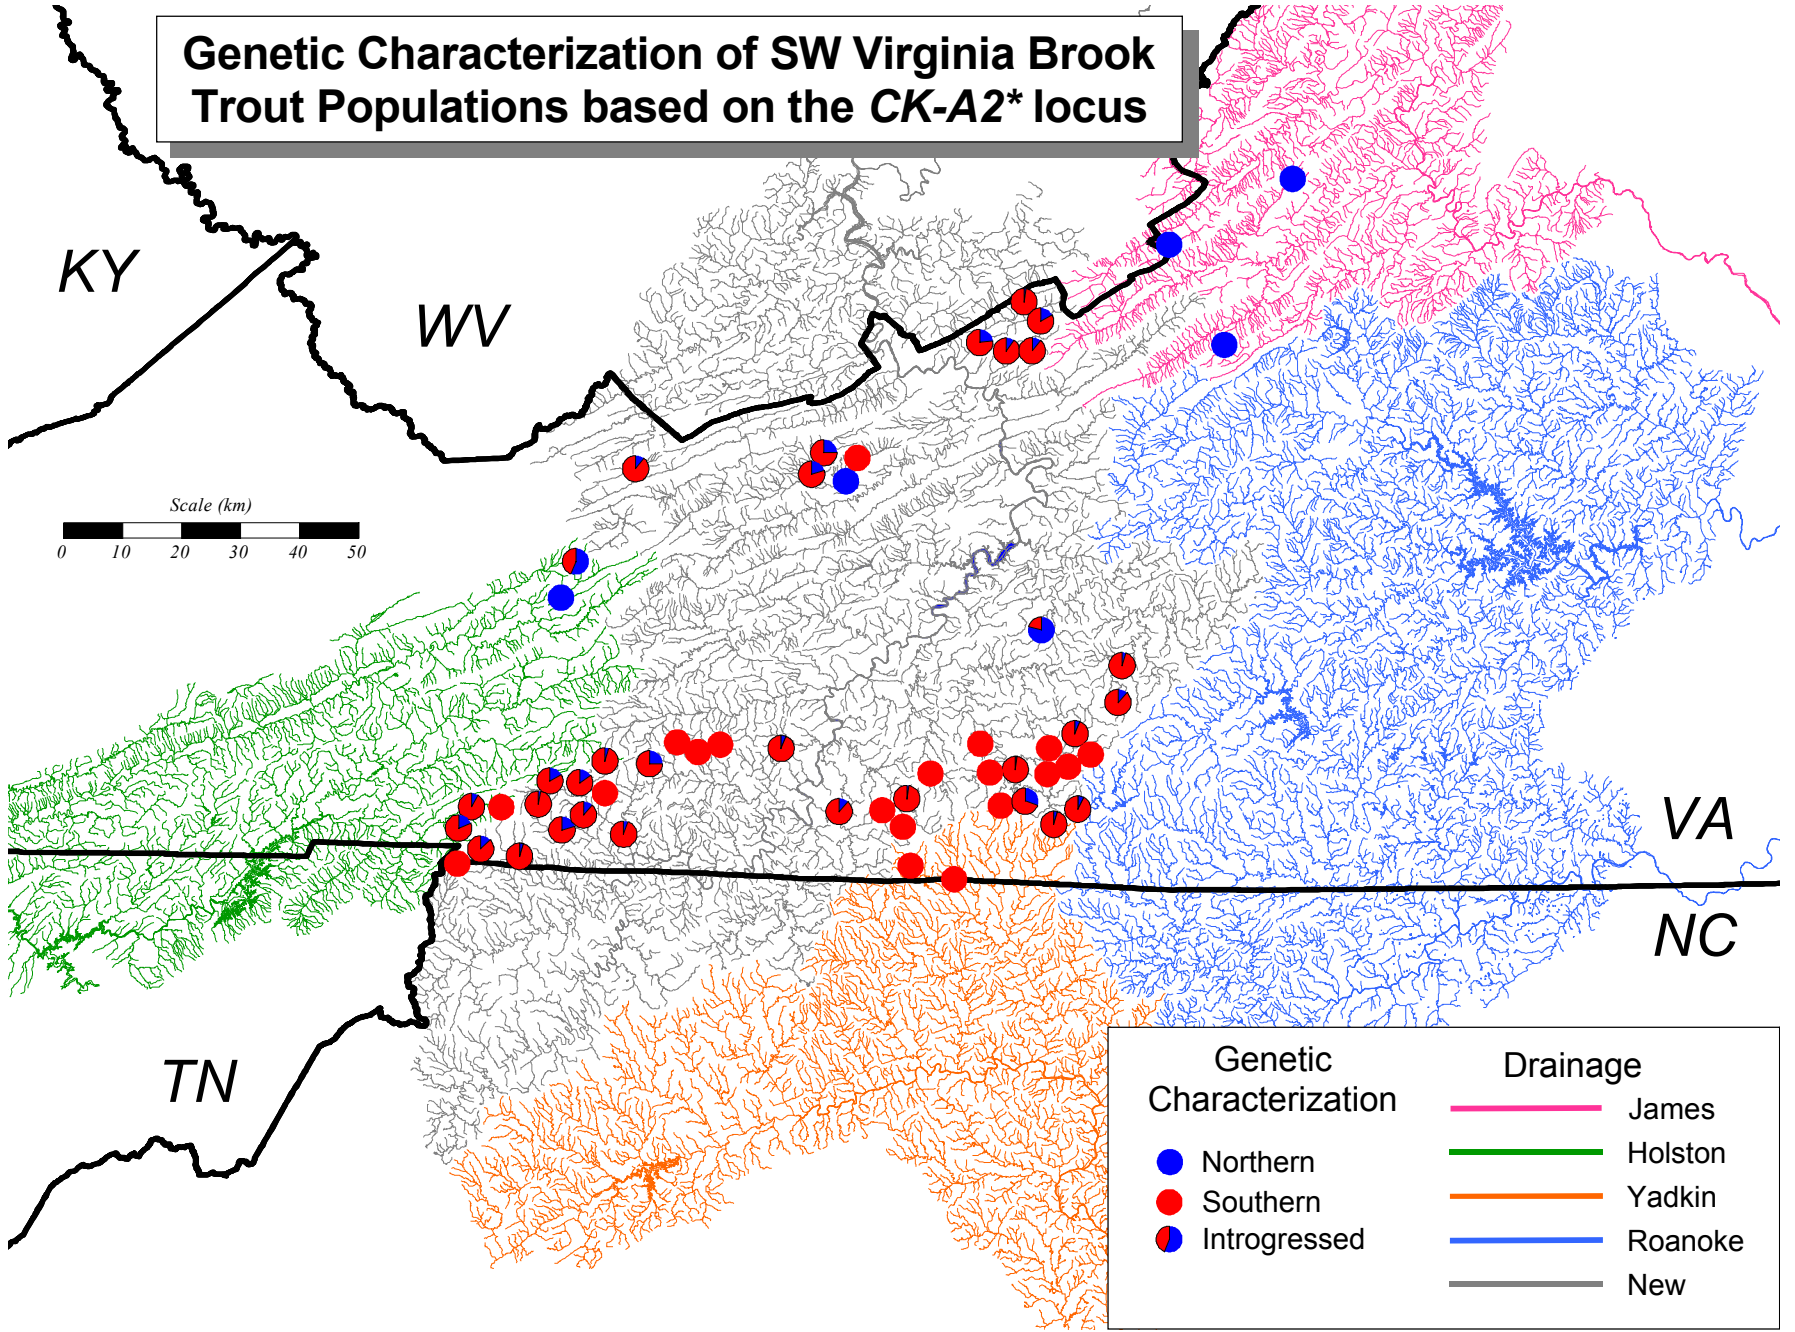 Genetic Characterization of SW Virginia Brook
Trout Populations based on the CK-A2* locus
KY
WV
Scale (km)
0 10 20 30 40 50
VA
NC
TN
Genetic
Characterization
Northern
Southern
Introgressed
Drainage
James
Holston
Yadkin
Roanoke
New